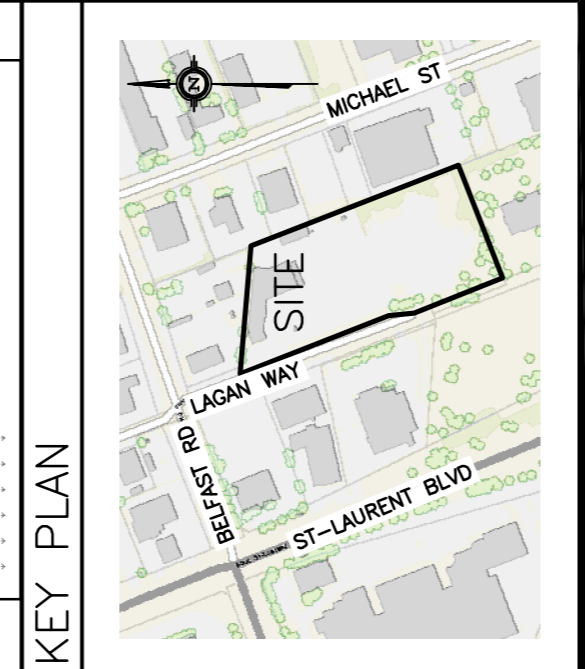 KEY PLAN
N
MICHAEL ST
SITE
LAGAN WAY
BELFAST RD
ST-LAURENT BLVD